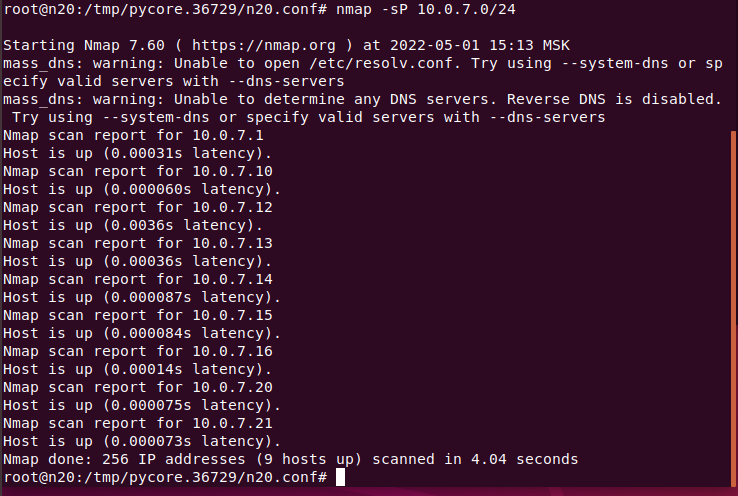 root@n20:/tmp/pycore.36729/n20.conf# nmap -sP 10.0.7.0/24
Starting Nmap 7.60 ( https://nmap.org ) at 2022-05-01 15:13 MSK
mass_dns: warning: Unable to open /etc/resolv.conf. Try using --system-dns or sp
ecify valid servers with --dns-servers
mass_dns: warning: Unable to determine any DNS servers. Reverse DNS is disabled.
 Try using --system-dns or specify valid servers with --dns-servers
Nmap scan report for 10.0.7.1
Host is up (0.00031s latency).
Nmap scan report for 10.0.7.10
Host is up (0.000060s latency).
Nmap scan report for 10.0.7.12
Host is up (0.0036s latency).
Nmap scan report for 10.0.7.13
Host is up (0.00036s latency).
Nmap scan report for 10.0.7.14
Host is up (0.000087s latency).
Nmap scan report for 10.0.7.15
Host is up (0.000084s latency).
Nmap scan report for 10.0.7.16
Host is up (0.00014s latency).
Nmap scan report for 10.0.7.20
Host is up (0.000075s latency).
Nmap scan report for 10.0.7.21
Host is up (0.000073s latency).
Nmap done: 256 IP addresses (9 hosts up) scanned in 4.04 seconds
root@n20:/tmp/pycore.36729/n20.conf#